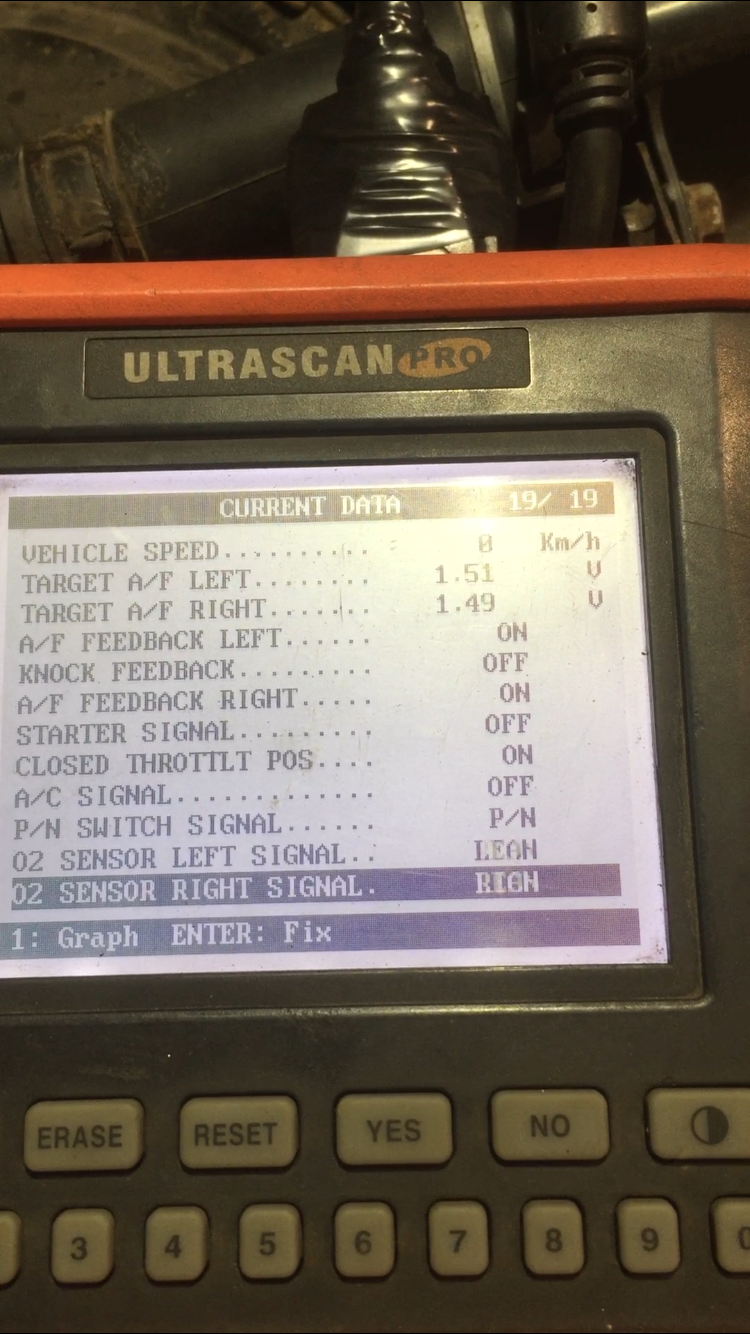 ULTRASCAN PRO
CURRENT DATA 19/ 19
VEHICLE SPEED.......... 0 Km/h
TARGET A/F LEFT........ 1.51 V
TARGET A/F RIGHT....... 1.49 V
A/F FEEDBACK LEFT...... ON
KNOCK FEEDBACK......... OFF
A/F FEEDBACK RIGHT..... ON
STARTER SIGNAL......... OFF
CLOSED THROTTLT POS.... ON
A/C SIGNAL............. OFF
P/N SWITCH SIGNAL...... P/N
O2 SENSOR LEFT SIGNAL.. LEAN
O2 SENSOR RIGHT SIGNAL. RIGN
1: Graph ENTER: Fix
ERASE RESET YES NO
3 4 5 6 7 8 9 0